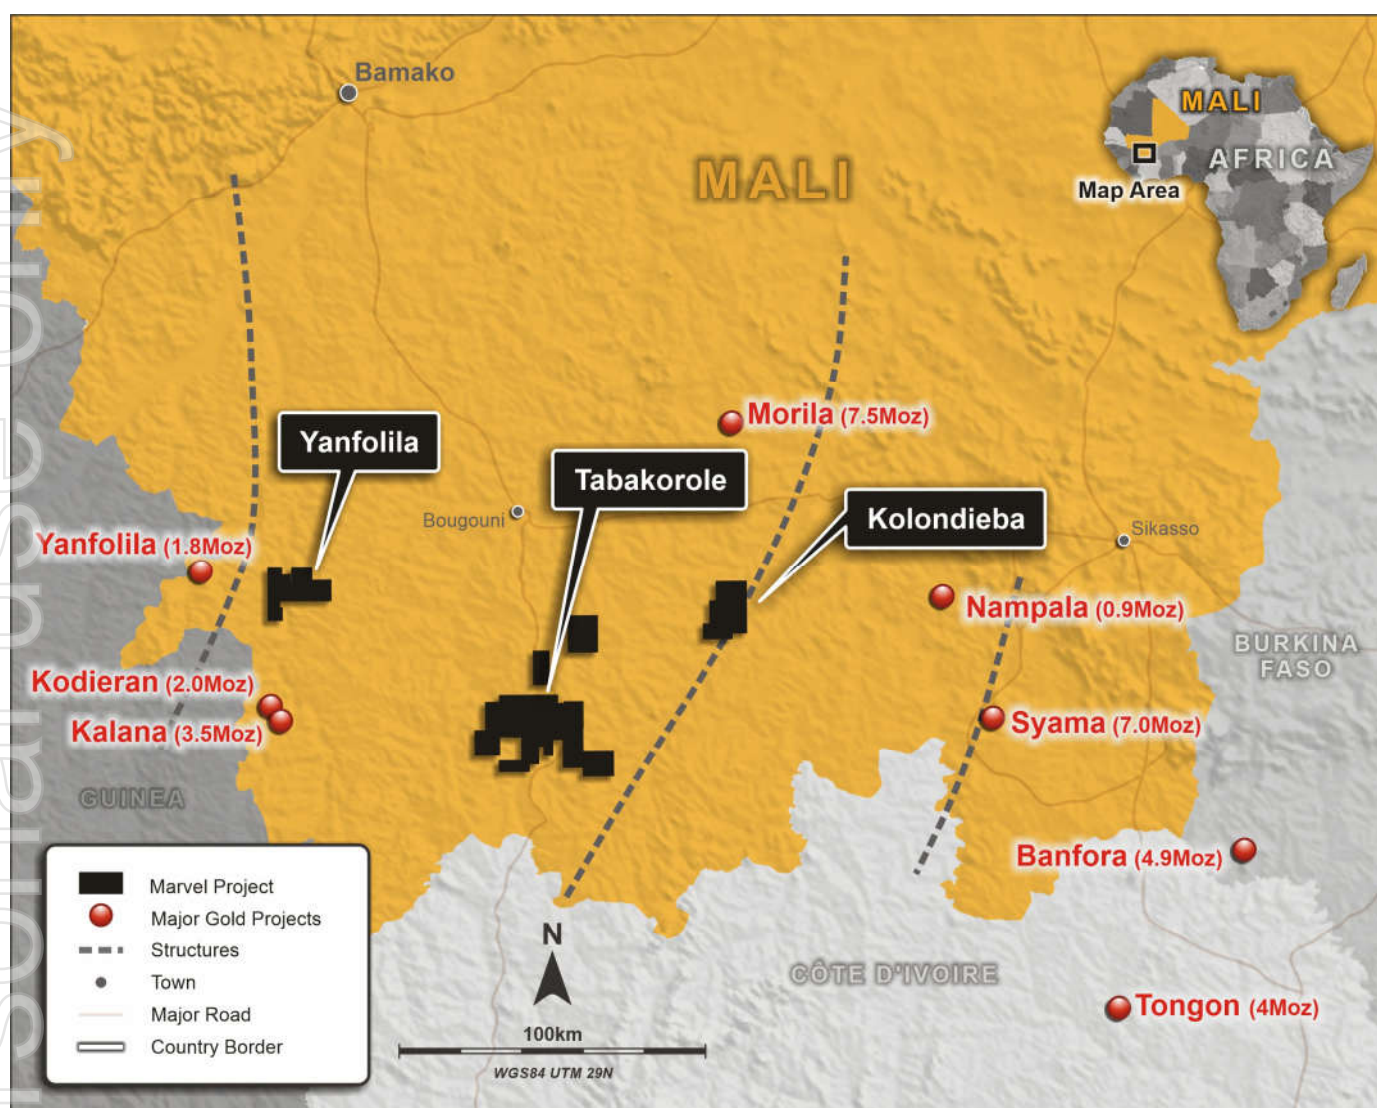 Bamako
MALI
MALI
AFRICA
Map Area
Morila (7.5Moz)
Yanfolila
Tabakorole
Kolondieba
Bougouni
Sikasso
Yanfolila (1.8Moz)
Nampala (0.9Moz)
BURKINA
FASO
Kodieran (2.0Moz)
Kalana (3.5Moz)
Syama (7.0Moz)
GUINEA
Banfora (4.9Moz)
Marvel Project
Major Gold Projects
Structures
Town
Major Road
Country Border
N
100km
WGS84 UTM 29N
CÔTE D'IVOIRE
Tongon (4Moz)